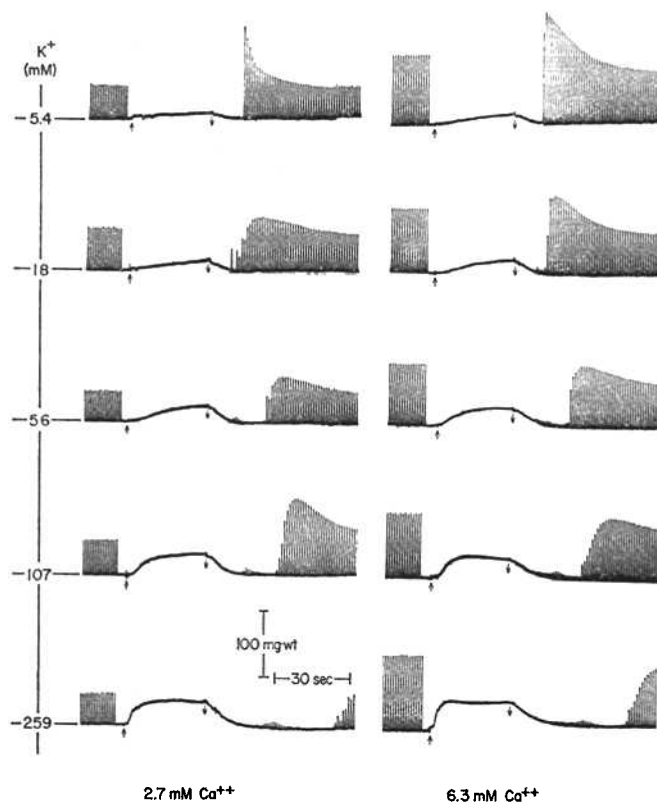 K+
(mM)
5.4
18
56
107
100 mg·wt
30 sec
259
2.7 mM Ca++
6.3 mM Ca++